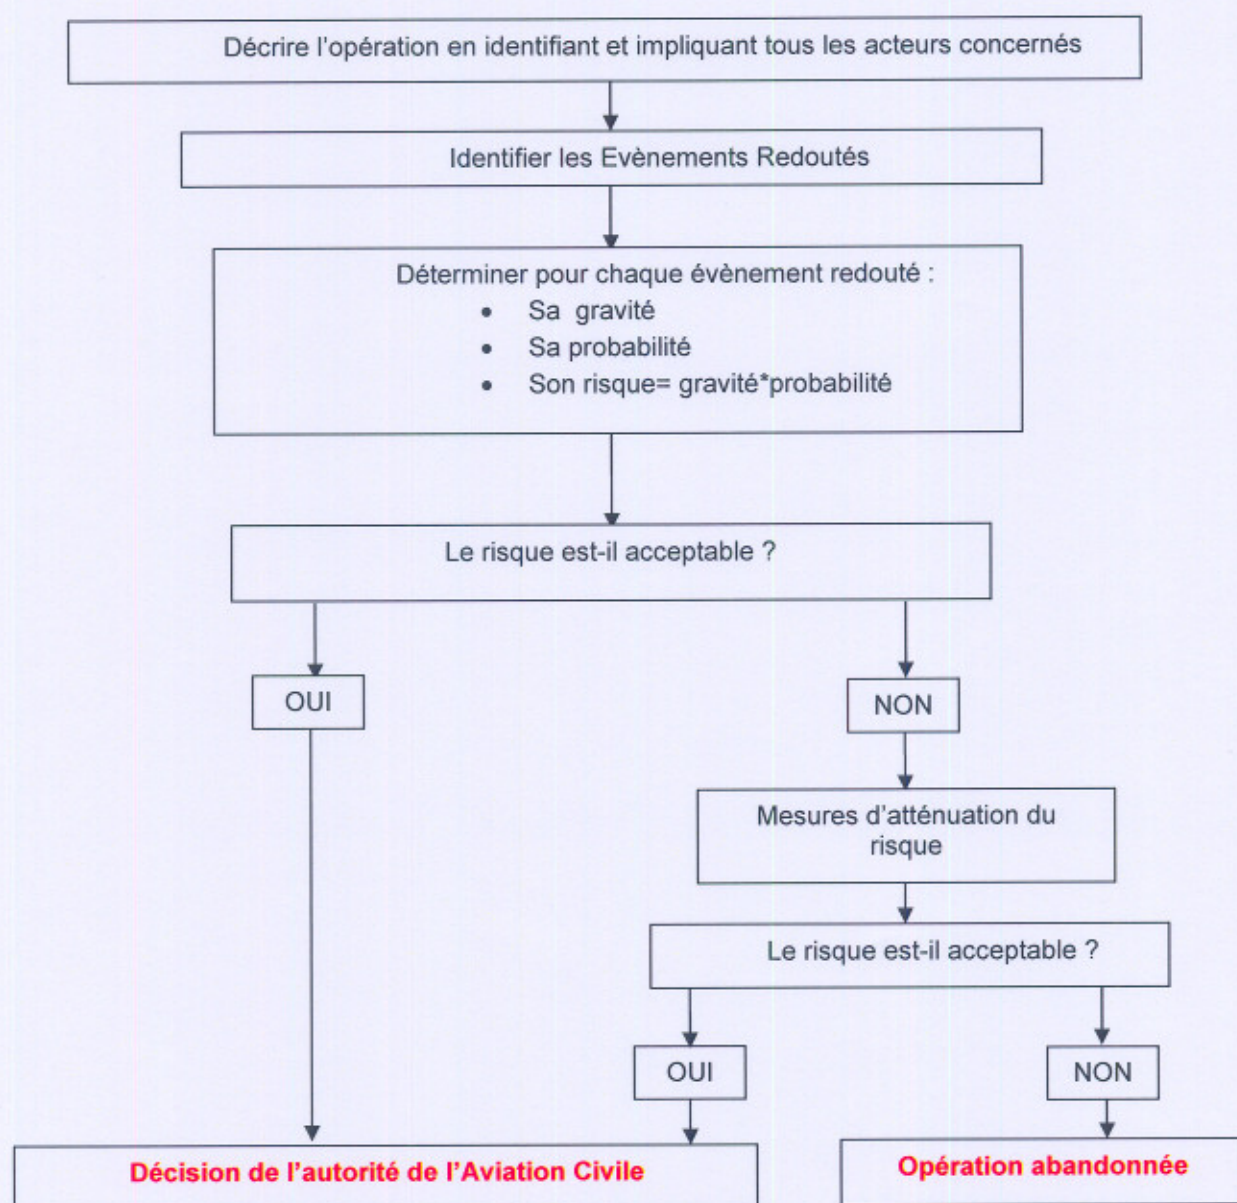 Décrire l'opération en identifiant et impliquant tous les acteurs concernés
Identifier les Evènements Redoutés
Déterminer pour chaque évènement redouté :
• Sa gravité
• Sa probabilité
• Son risque= gravité*probabilité
Le risque est-il acceptable ?
OUI
NON
Mesures d'atténuation du
risque
Le risque est-il acceptable ?
OUI
NON
Décision de l'autorité de l'Aviation Civile
Opération abandonnée